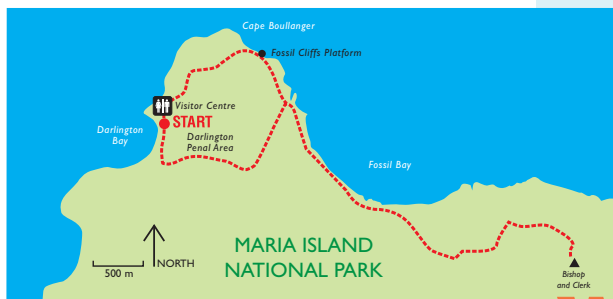 Cape Boullanger
Fossil Cliffs Platform
Visitor Centre
START
Darlington
Bay
Darlington
Penal Area
Fossil Bay
MARIA ISLAND
NATIONAL PARK
NORTH
500 m
Bishop
and Clerk